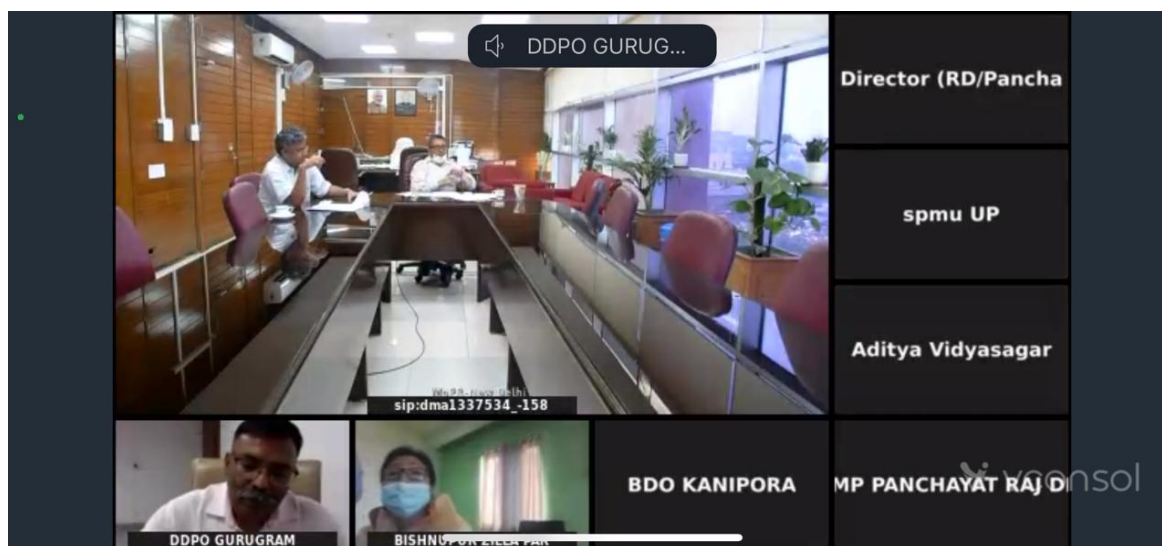 DDPO GURUG...
Director (RD/Pancha
spmu UP
Aditya Vidyasagar
sip:dma1337534_-158
BDO KANIPORA
MP PANCHAYAT RAJ D
vconsol
DDPO GURUGRAM
BISHNUPUR ZILLA PAR